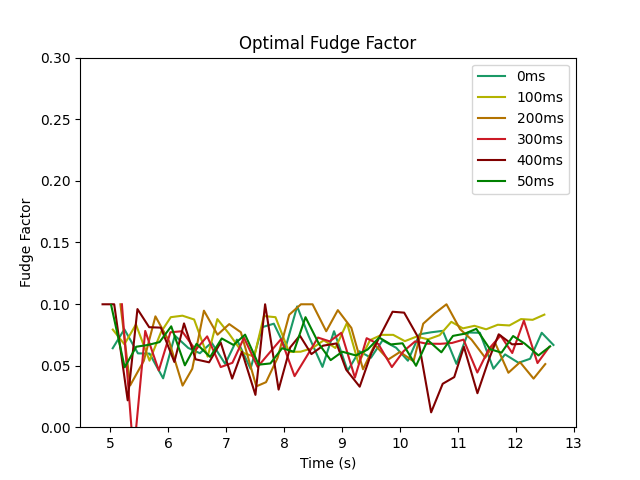 Optimal Fudge Factor
0ms
100ms
200ms
300ms
400ms
50ms
Fudge Factor
0.30
0.25
0.20
0.15
0.10
0.05
0.00
5 6 7 8 9 10 11 12 13
Time (s)